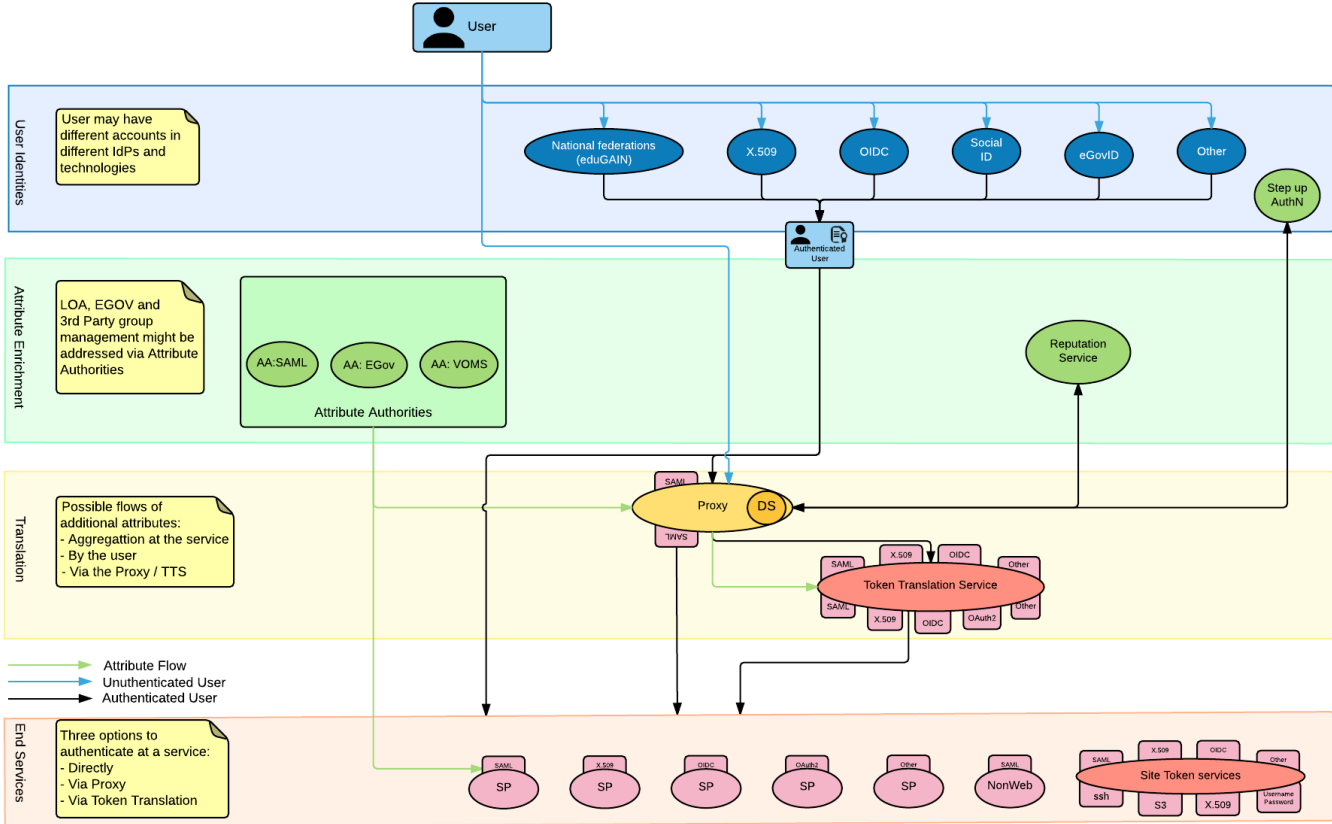 User
User Identities
User may have
different accounts in
different IdPs and
technologies
National federations
(eduGAIN)
X.509
OIDC
Social
ID
eGovID
Other
Step up
AuthN
Authenticated
User
Attribute Enrichment
LOA, EGOV and
3rd Party group
management might be
addressed via Attribute
Authorities
AA:SAML
AA: EGov
AA: VOMS
Attribute Authorities
Reputation
Service
Translation
Possible flows of
additional attributes:
- Aggregattion at the service
- By the user
- Via the Proxy / TTS
SAML
Proxy
DS
SAML
SAML
X.509
OIDC
Other
Token Translation Service
SAML
X.509
OIDC
OAuth2
Other
Attribute Flow
Unuthenticated User
Authenticated User
End Services
Three options to
authenticate at a service:
- Directly
- Via Proxy
- Via Token Translation
SAML
SP
X.509
SP
OIDC
SP
OAuth2
SP
Other
SP
SAML
NonWeb
SAML
X.509
OIDC
Other
Site Token services
ssh
S3
X.509
Username
Password